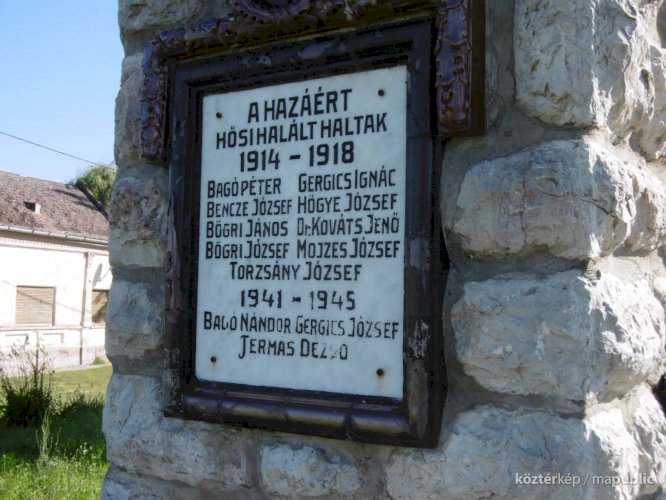 A HAZÁÉRT
HŐSI HALÁLT HALTAK
1914 - 1918
BAGÓ PÉTER GERGICS IGNÁC
BENCZE JÓZSEF HŐGYE JÓZSEF
BÖGRI JÁNOS DR KOVÁTS JENŐ
BÖGRI JÓZSEF MOJZES JÓZSEF
TORZSÁNY JÓZSEF
1941 - 1945
BAGÓ NÁNDOR GERGICS JÓZSEF
JERMAS DEZSŐ
köztérkép / mapublic